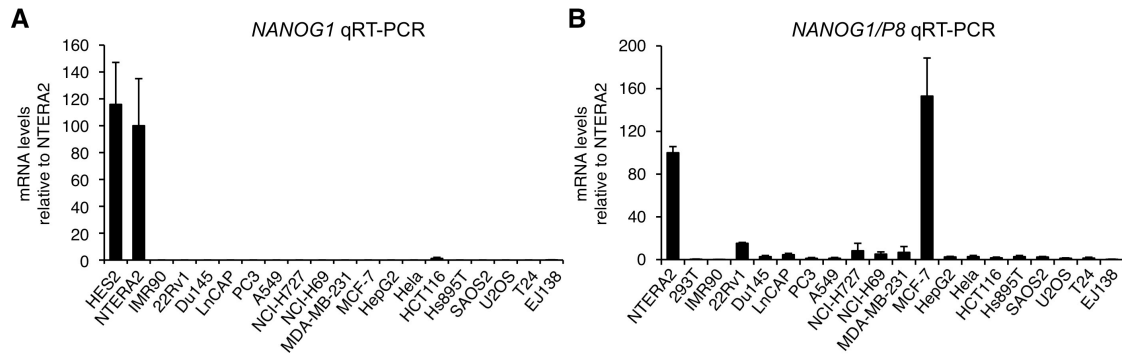 A
NANOG1 qRT-PCR
mRNA levels
relative to NTERA2
160
140
120
100
80
60
40
20
0
HES2
NTERA2
IMR90
22Rv1
Du145
LnCAP
PC3
A549
NCI-H727
NCI-H69
MDA-MB-231
MCF-7
HepG2
Hela
HCT116
Hs895T
SAOS2
U2OS
T24
EJ138
B
NANOG1/P8 qRT-PCR
mRNA levels
relative to NTERA2
200
160
120
80
40
0
NTERA2
293T
IMR90
22Rv1
Du145
LnCAP
PC3
A549
NCI-H727
NCI-H69
MDA-MB-231
MCF-7
HepG2
Hela
HCT116
Hs895T
SAOS2
U2OS
T24
EJ138